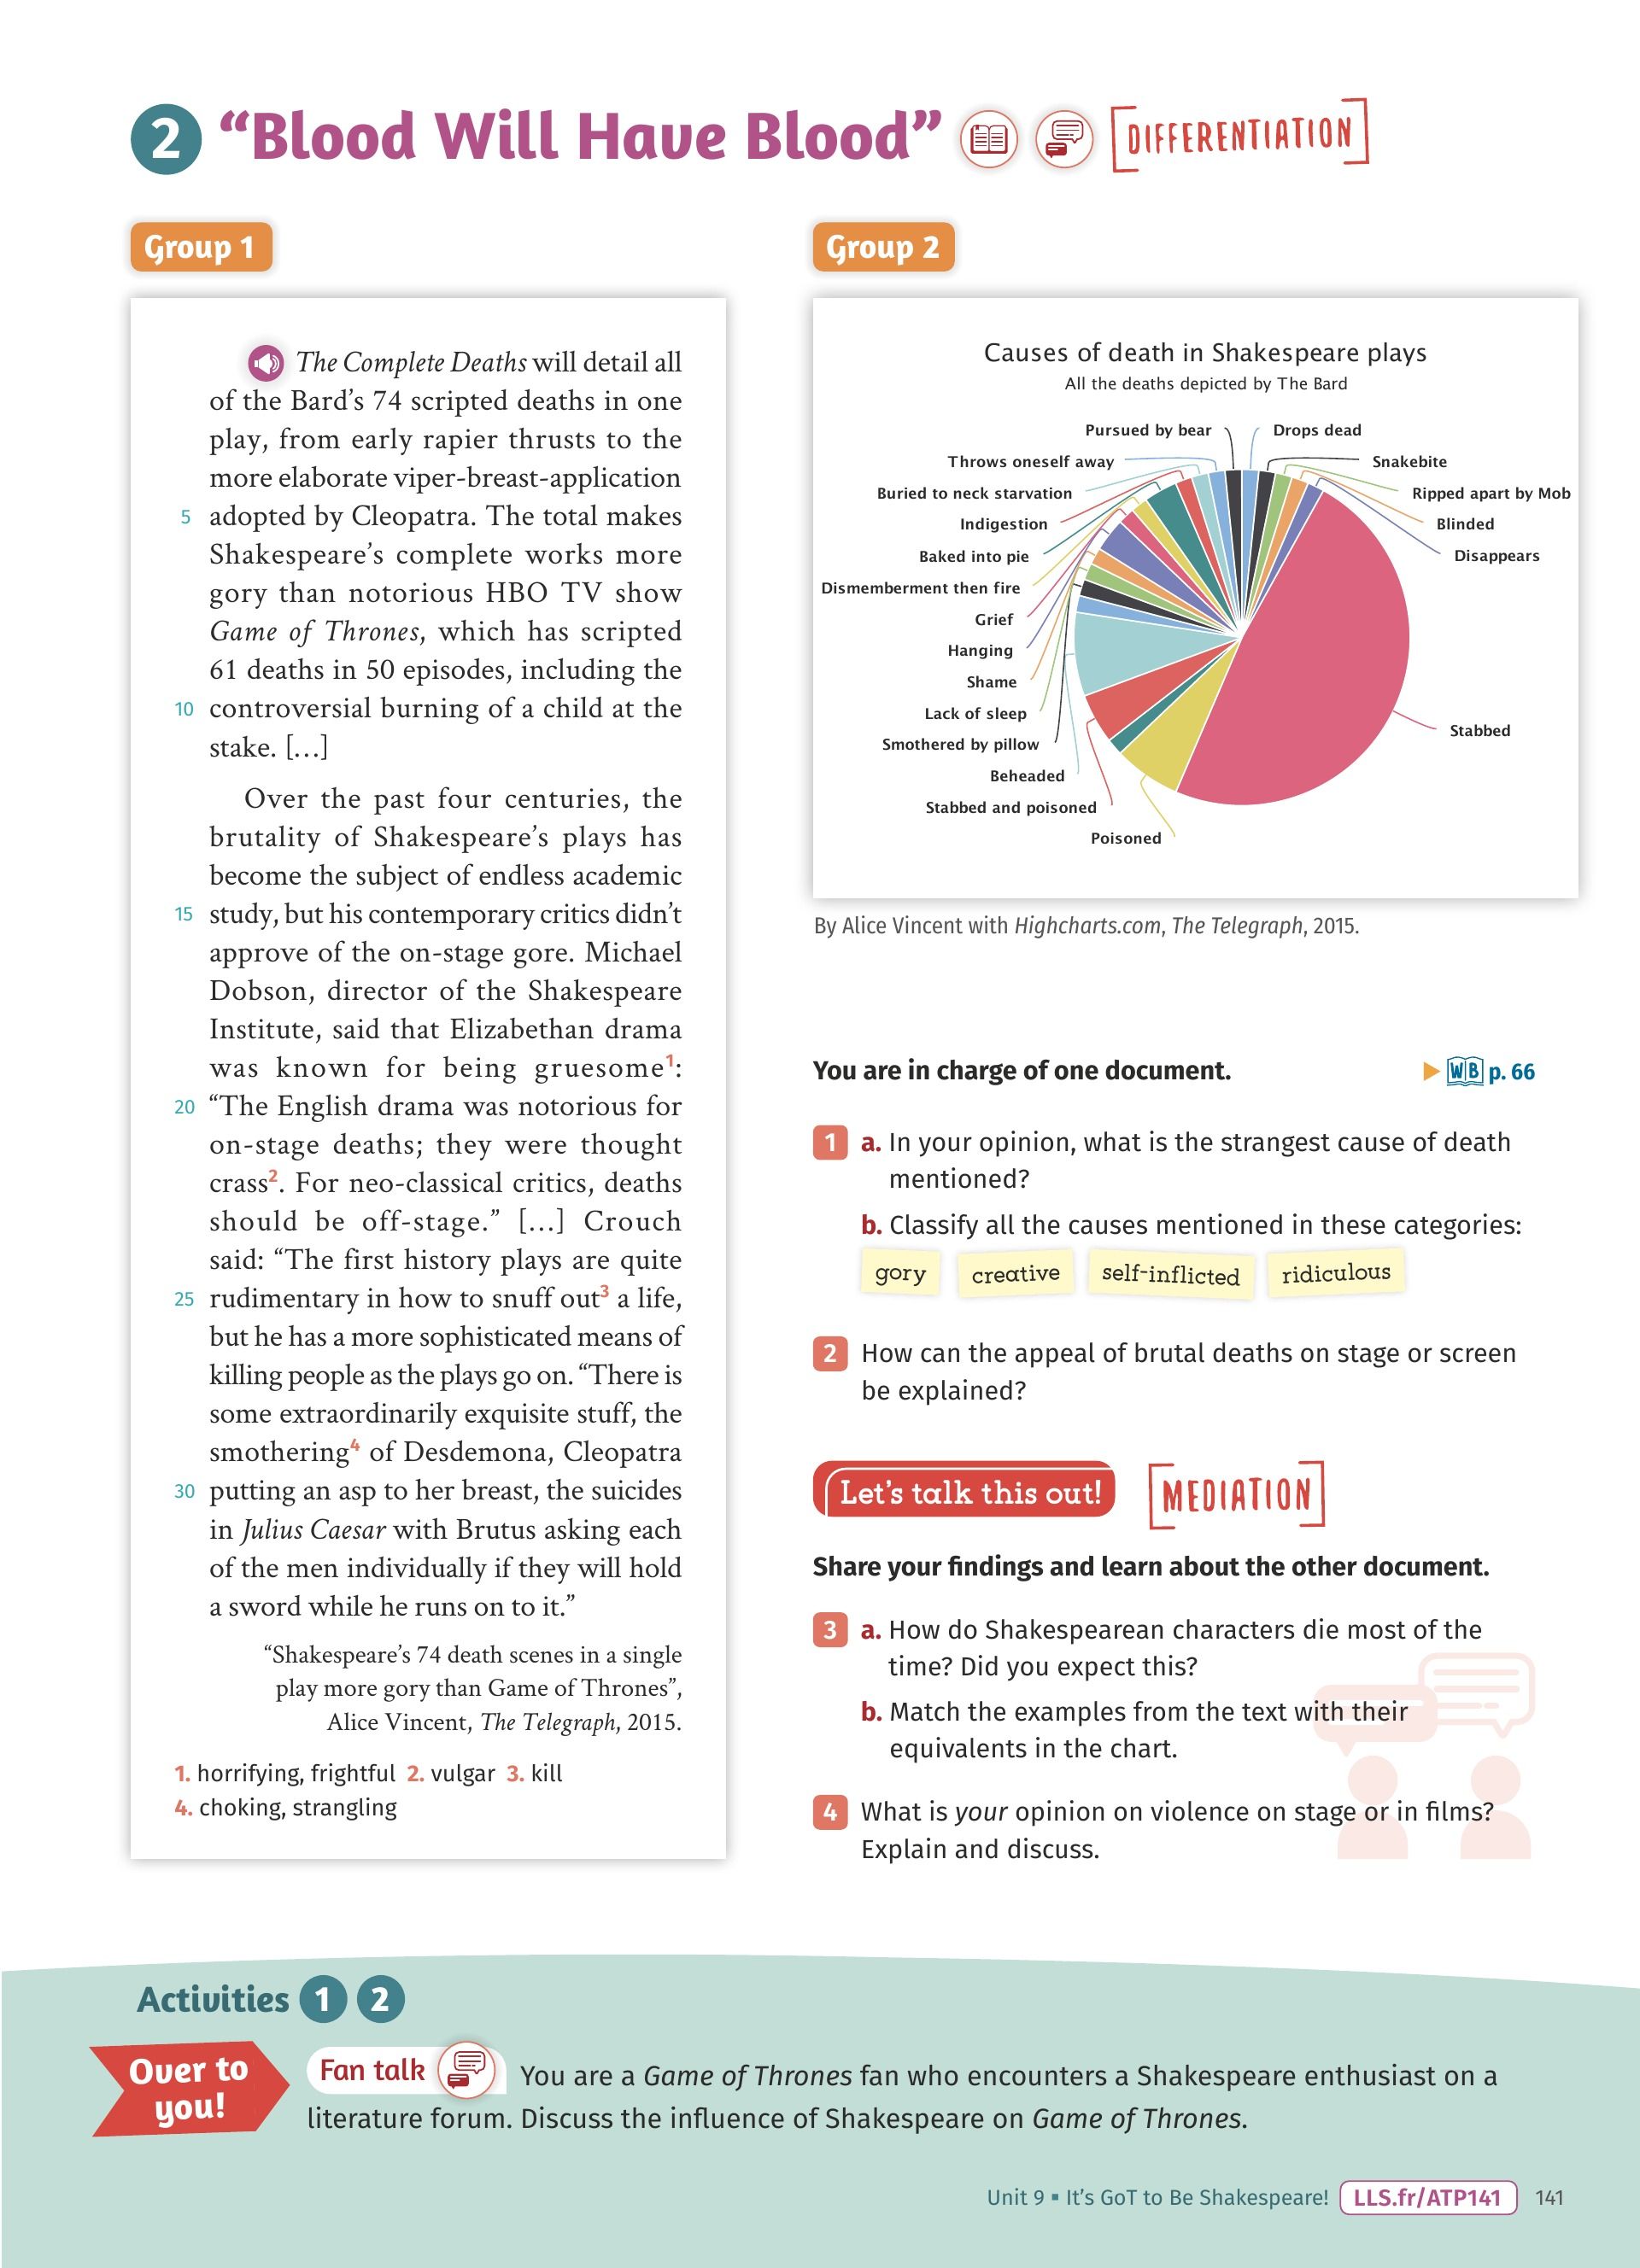 2 “Blood Will Have Blood” DIFFERENTIATION
Group 1
The Complete Deaths will detail all
of the Bard’s 74 scripted deaths in one
play, from early rapier thrusts to the
more elaborate viper-breast-application
5 adopted by Cleopatra. The total makes
Shakespeare’s complete works more
gory than notorious HBO TV show
Game of Thrones, which has scripted
61 deaths in 50 episodes, including the
10 controversial burning of a child at the
stake. […]
Over the past four centuries, the
brutality of Shakespeare’s plays has
become the subject of endless academic
15 study, but his contemporary critics didn’t
approve of the on-stage gore. Michael
Dobson, director of the Shakespeare
Institute, said that Elizabethan drama
was known for being gruesome1:
20 “The English drama was notorious for
on-stage deaths; they were thought
crass2. For neo-classical critics, deaths
should be off-stage.” […] Crouch
said: “The first history plays are quite
25 rudimentary in how to snuff out3 a life,
but he has a more sophisticated means of
killing people as the plays go on. “There is
some extraordinarily exquisite stuff, the
smothering4 of Desdemona, Cleopatra
30 putting an asp to her breast, the suicides
in Julius Caesar with Brutus asking each
of the men individually if they will hold
a sword while he runs on to it.”
“Shakespeare’s 74 death scenes in a single
play more gory than Game of Thrones”,
Alice Vincent, The Telegraph, 2015.
1. horrifying, frightful 2. vulgar 3. kill
4. choking, strangling
Group 2
Causes of death in Shakespeare plays
All the deaths depicted by The Bard
Pursued by bear
Drops dead
Throws oneself away
Snakebite
Buried to neck starvation
Ripped apart by Mob
Indigestion
Blinded
Baked into pie
Disappears
Dismemberment then fire
Grief
Hanging
Shame
Lack of sleep
Stabbed
Smothered by pillow
Beheaded
Stabbed and poisoned
Poisoned
By Alice Vincent with Highcharts.com, The Telegraph, 2015.
You are in charge of one document. WB p. 66
1 a. In your opinion, what is the strangest cause of death
mentioned?
b. Classify all the causes mentioned in these categories:
gory creative self-inflicted ridiculous
2 How can the appeal of brutal deaths on stage or screen
be explained?
Let’s talk this out! MEDIATION
Share your findings and learn about the other document.
3 a. How do Shakespearean characters die most of the
time? Did you expect this?
b. Match the examples from the text with their
equivalents in the chart.
4 What is your opinion on violence on stage or in films?
Explain and discuss.
Activities 1 2
Over to
you!
Fan talk You are a Game of Thrones fan who encounters a Shakespeare enthusiast on a
literature forum. Discuss the influence of Shakespeare on Game of Thrones.
Unit 9 ▪ It’s GoT to Be Shakespeare! LLS.fr/ATP141 141